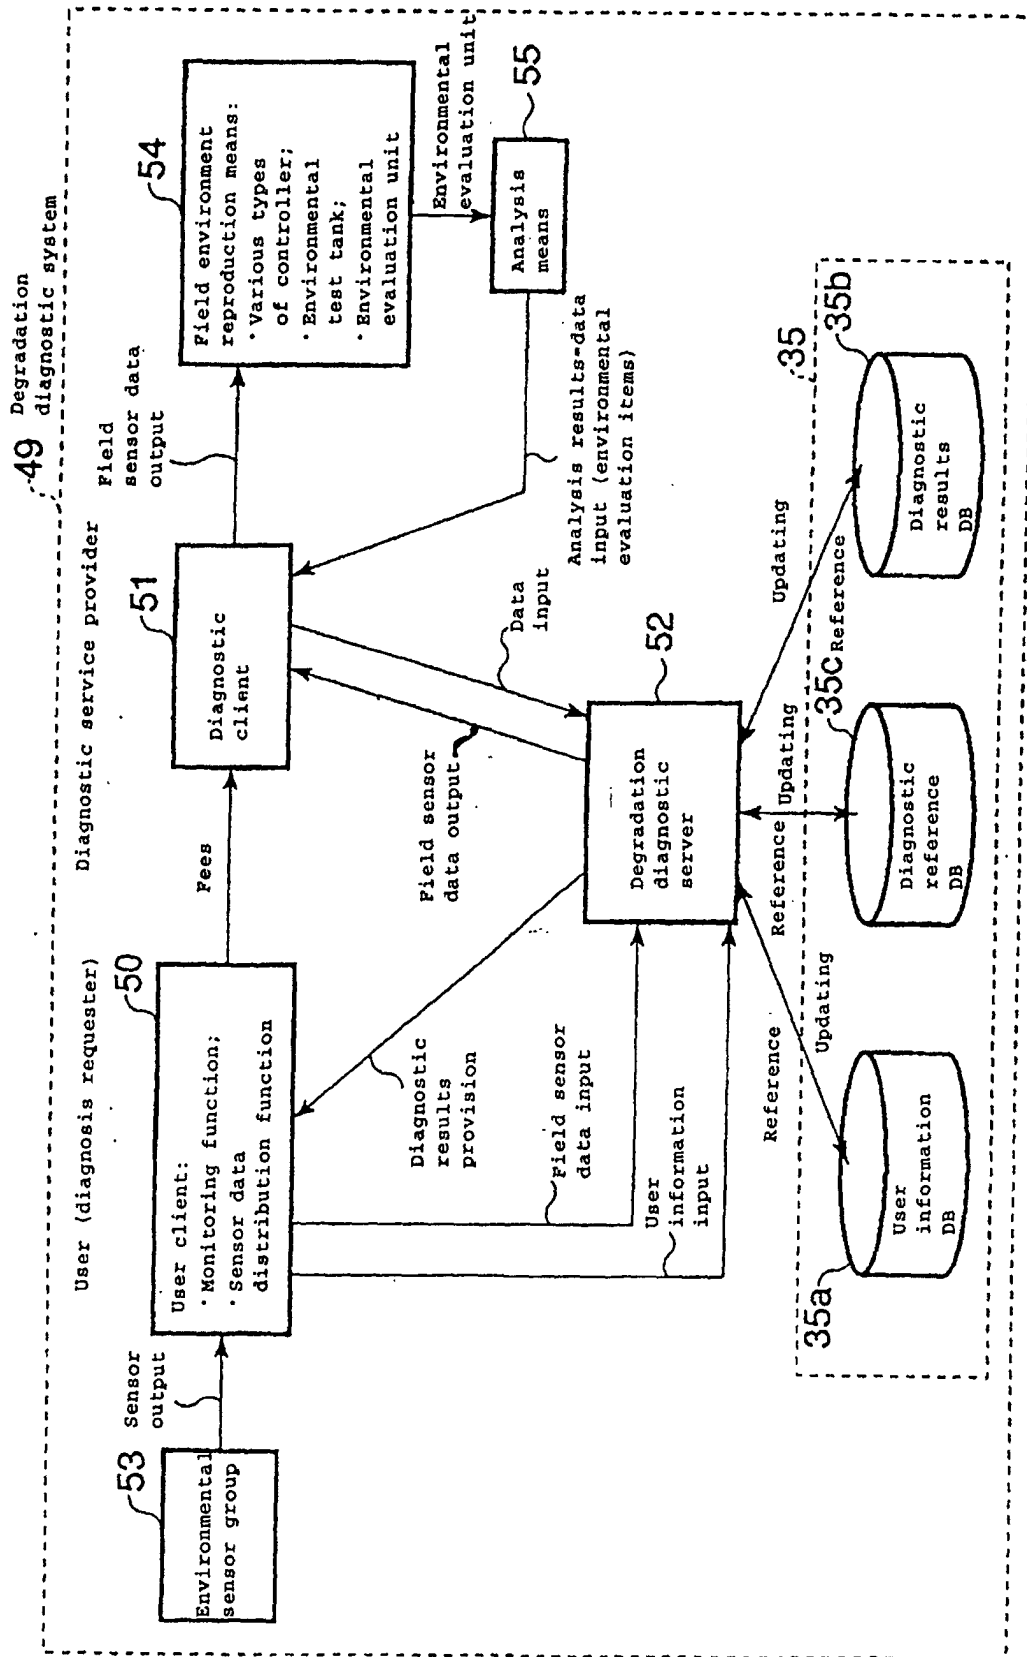 49 Degradation
diagnostic system
User (diagnosis requester)
Diagnostic service provider
53
Environmental
sensor group
Sensor
output
50
User client:
・Monitoring function;
・Sensor data
distribution function
Fees
51
Diagnostic
client
Field
sensor data
output
54
Field environment
reproduction means:
・Various types
of controller;
・Environmental
test tank;
・Environmental
evaluation unit
Environmental
evaluation unit
55
Analysis
means
Analysis results-data
input (environmental
evaluation items)
Data
input
Field sensor
data output
Diagnostic
results
provision
Field sensor
data input
User
information
input
52
Degradation
diagnostic
server
Reference
Updating
Reference
Updating
Reference
Updating
35
35a
User
information
DB
35c
Diagnostic
reference
DB
35b
Diagnostic
results
DB